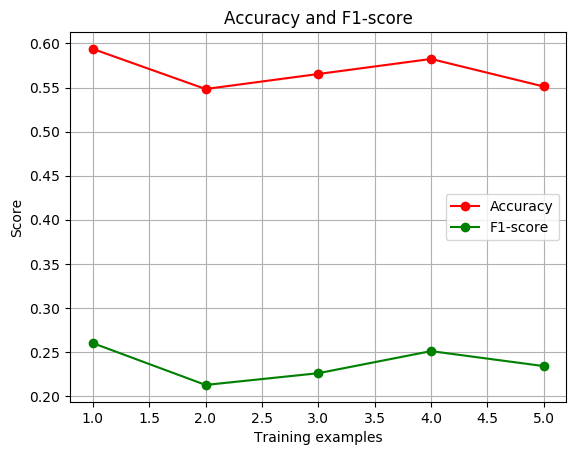 Accuracy and F1-score
0.60
0.55
0.50
0.45
0.40
0.35
0.30
0.25
0.20
Score
Accuracy
F1-score
1.0 1.5 2.0 2.5 3.0 3.5 4.0 4.5 5.0
Training examples